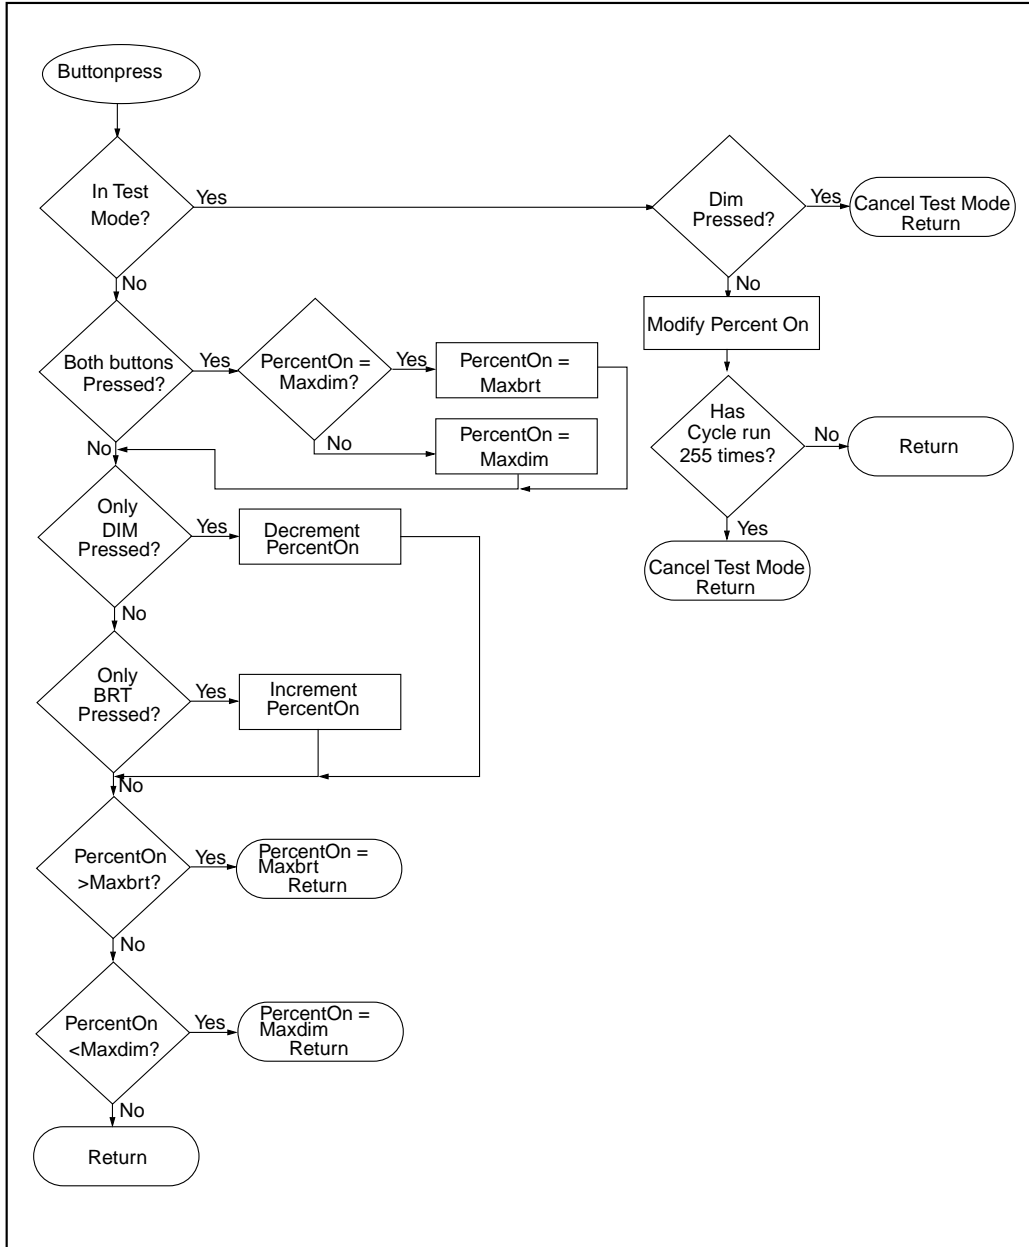 Buttonpress
In Test
Mode?
Yes
Dim
Pressed?
Yes
Cancel Test Mode
Return
No
No
Modify Percent On
Both buttons
Pressed?
Yes
PercentOn =
Maxdim?
Yes
PercentOn =
Maxbrt
No
PercentOn =
Maxdim
Has
Cycle run
255 times?
No
Return
Yes
Cancel Test Mode
Return
No
Only
DIM
Pressed?
Yes
Decrement
PercentOn
No
Only
BRT
Pressed?
Yes
Increment
PercentOn
No
PercentOn
>Maxbrt?
Yes
PercentOn =
Maxbrt
Return
No
PercentOn
<Maxdim?
Yes
PercentOn =
Maxdim
Return
No
Return